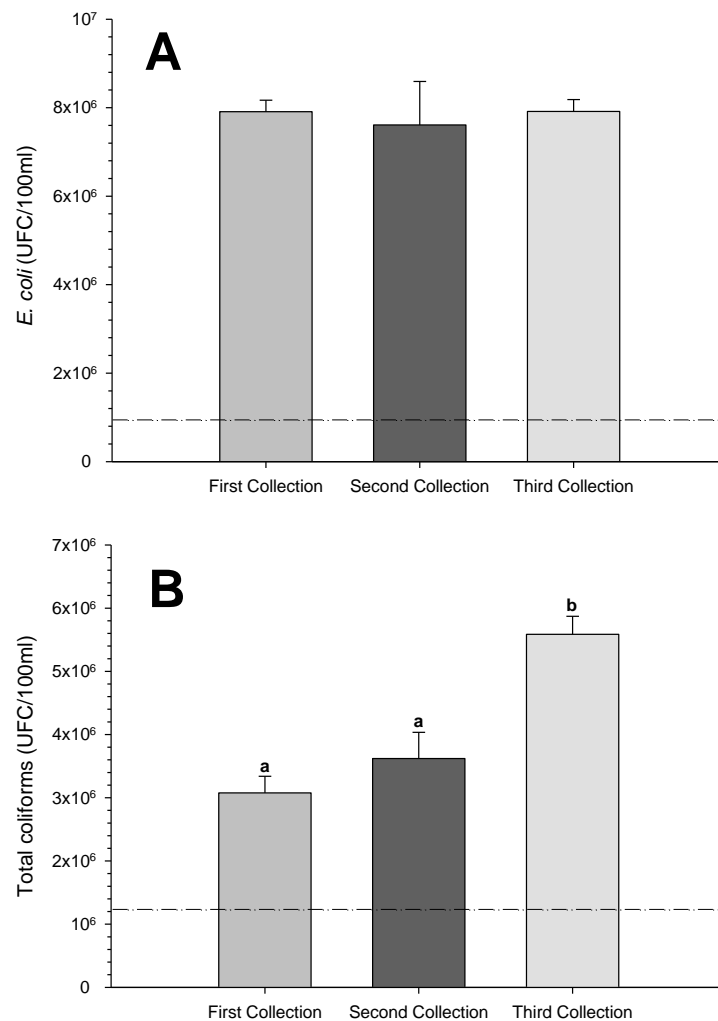 A
10⁷
8x10⁶
6x10⁶
4x10⁶
2x10⁶
0
E. coli (UFC/100ml)
First Collection Second Collection Third Collection
B
7x10⁶
6x10⁶
5x10⁶
4x10⁶
3x10⁶
2x10⁶
10⁶
0
Total coliforms (UFC/100ml)
a
a
b
First Collection Second Collection Third Collection